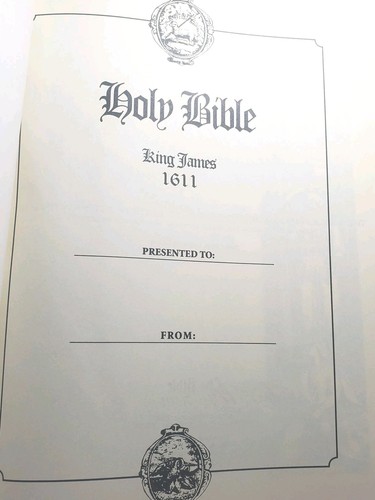 Holy Bible
King James
1611
PRESENTED TO:
FROM: